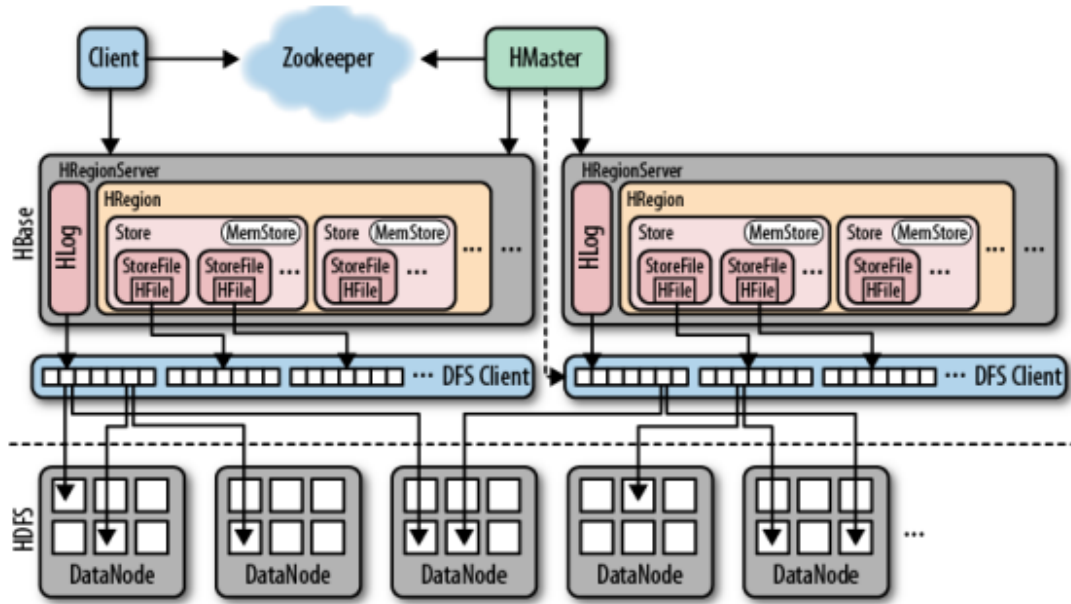 Client
Zookeeper
HMaster
HBase
HRegionServer
HLog
HRegion
Store
MemStore
StoreFile
HFile
StoreFile
HFile
...
Store
MemStore
StoreFile
HFile
...
...
...
HRegionServer
HLog
HRegion
Store
MemStore
StoreFile
HFile
StoreFile
HFile
...
Store
MemStore
StoreFile
HFile
...
...
...
... DFS Client
... DFS Client
HDFS
DataNode
DataNode
DataNode
DataNode
DataNode
...